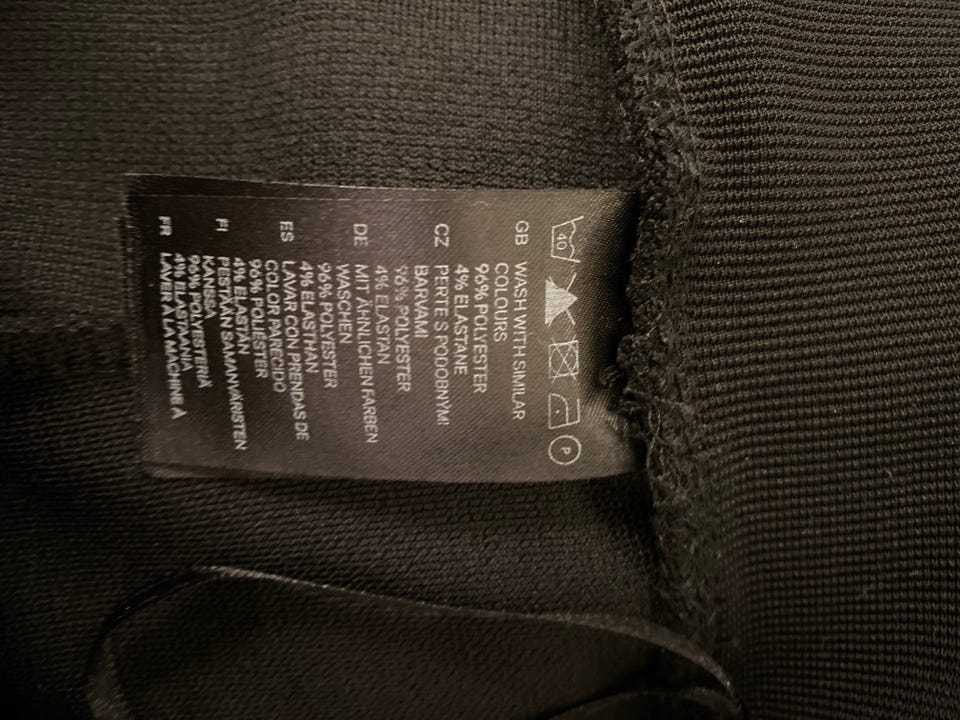 40 P
GB WASH WITH SIMILAR
COLOURS
96% POLYESTER
4% ELASTANE
CZ PERTE S PODOBNÝMI
BARVAMI
96% POLYESTER
4% ELASTAN
DE MIT ÄHNLICHEN FARBEN
WASCHEN
96% POLYESTER
4% ELASTHAN
ES LAVAR CON PRENDAS DE
COLOR PARECIDO
96% POLIESTER
4% ELASTÁN
FI PESTÄÄN SAMANVÄRISTEN
KANSSA
96% POLYESTERIÄ
4% ELASTAANIA
FR LAVER À LA MACHINE À